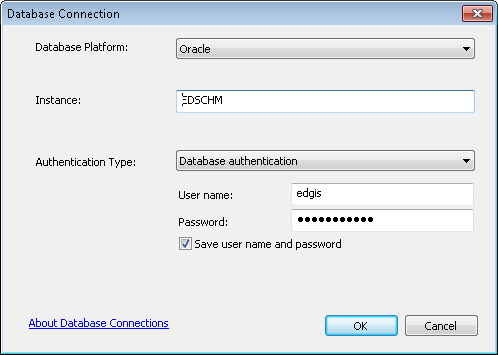 Database Connection
Database Platform: Oracle
Instance: EDSCHM
Authentication Type: Database authentication
User name: edgis
Password: ●●●●●●●●●●●
Save user name and password
About Database Connections OK Cancel